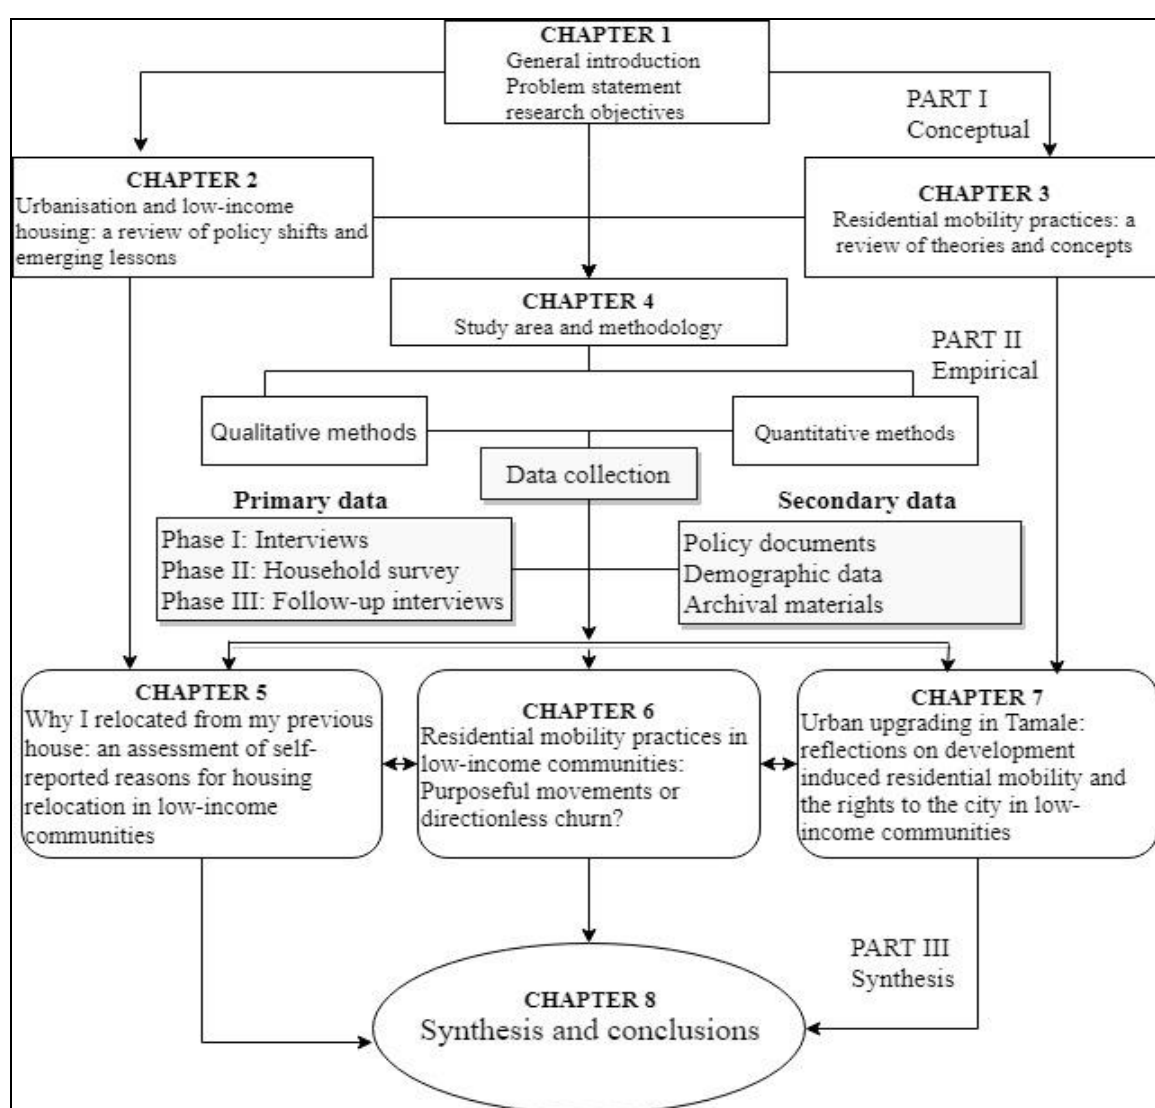 CHAPTER 1
General introduction
Problem statement
research objectives
PART I
Conceptual
CHAPTER 2
Urbanisation and low-income
housing: a review of policy shifts and
emerging lessons
CHAPTER 3
Residential mobility practices: a
review of theories and concepts
CHAPTER 4
Study area and methodology
PART II
Empirical
Qualitative methods
Quantitative methods
Data collection
Primary data
Phase I: Interviews
Phase II: Household survey
Phase III: Follow-up interviews
Secondary data
Policy documents
Demographic data
Archival materials
CHAPTER 5
Why I relocated from my previous
house: an assessment of self-
reported reasons for housing
relocation in low-income
communities
CHAPTER 6
Residential mobility practices in
low-income communities:
Purposeful movements or
directionless churn?
CHAPTER 7
Urban upgrading in Tamale:
reflections on development
induced residential mobility and
the rights to the city in low-
income communities
PART III
Synthesis
CHAPTER 8
Synthesis and conclusions